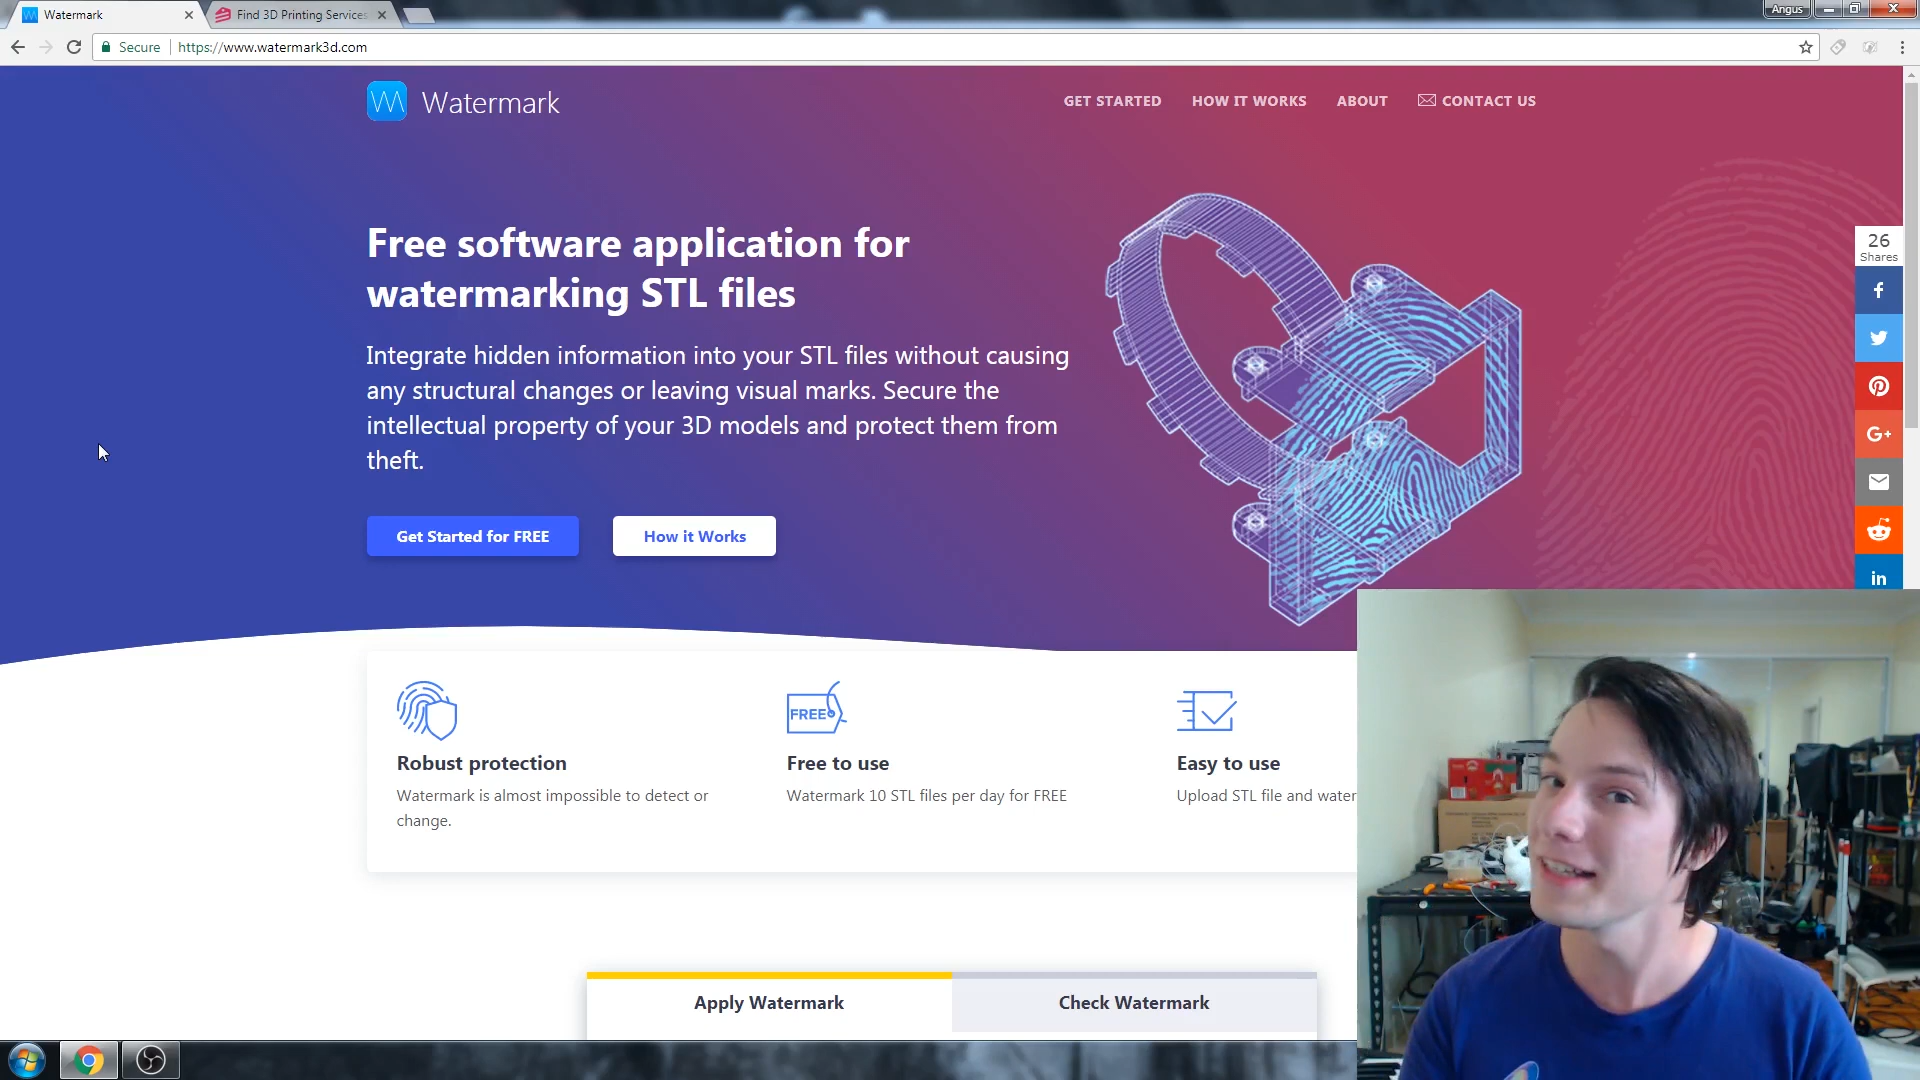 Watermark
Find 3D Printing Services
Angus
Secure
https://www.watermark3d.com
Watermark
GET STARTED
HOW IT WORKS
ABOUT
CONTACT US
Free software application for
watermarking STL files
Integrate hidden information into your STL files without causing
any structural changes or leaving visual marks. Secure the
intellectual property of your 3D models and protect them from
theft.
Get Started for FREE
How it Works
26
Shares
f
G+
in
FREE
Robust protection
Watermark is almost impossible to detect or
change.
Free to use
Watermark 10 STL files per day for FREE
Easy to use
Upload STL file and water
Apply Watermark
Check Watermark